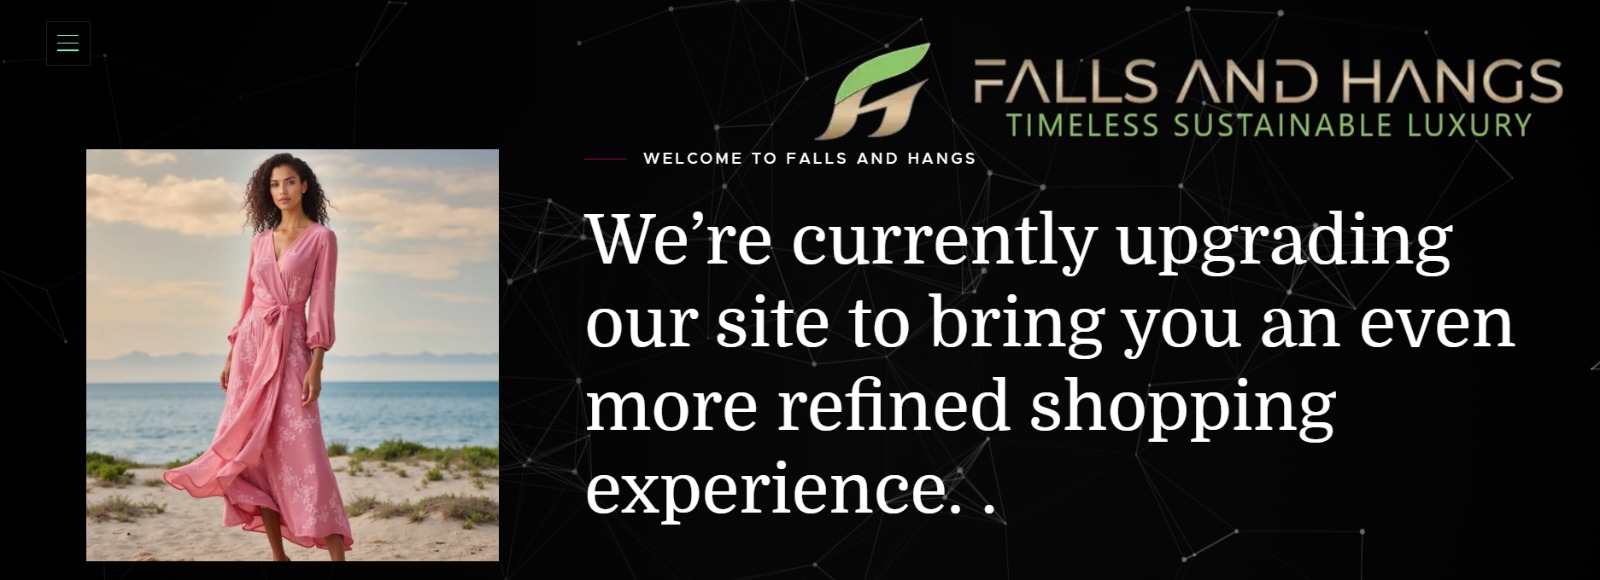 FALLS AND HANGS
TIMELESS SUSTAINABLE LUXURY
WELCOME TO FALLS AND HANGS
We’re currently upgrading
our site to bring you an even
more refined shopping
experience. .